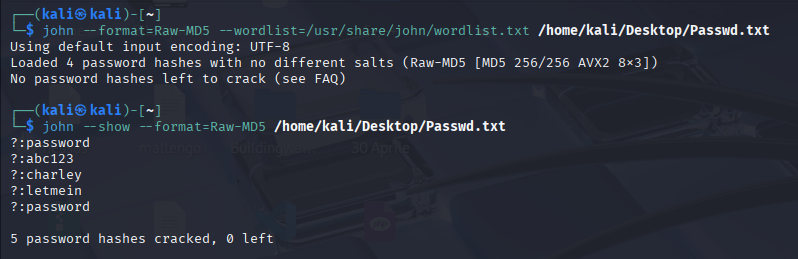 ┌──(kali㉿kali)-[~]
└─$ john --format=Raw-MD5 --wordlist=/usr/share/john/wordlist.txt /home/kali/Desktop/Passwd.txt
Using default input encoding: UTF-8
Loaded 4 password hashes with no different salts (Raw-MD5 [MD5 256/256 AVX2 8×3])
No password hashes left to crack (see FAQ)
┌──(kali㉿kali)-[~]
└─$ john --show --format=Raw-MD5 /home/kali/Desktop/Passwd.txt
?:password
?:abc123
?:charley
?:letmein
?:password
30 Aprile
5 password hashes cracked, 0 left